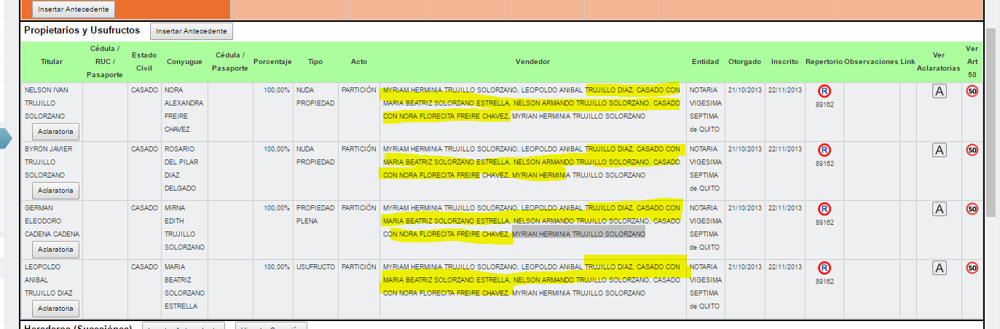 Insertar Antecedente
Propietarios y Usufructos Insertar Antecedente
Titular Cédula / RUC / Pasaporte Estado Civil Conyugue Cédula / Pasaporte Porcentaje Tipo Acto Vendedor Entidad Otorgado Inscrito Repertorio Observaciones Link Ver Aclaratorias Ver Art 50
NELSON IVAN CASADO NORA 100,00% NUDA PARTICIÓN MYRIAM HERMINIA TRUJILLO SOLORZANO, LEOPOLDO ANIBAL TRUJILLO DIAZ, CASADO CON NOTARIA 21/10/2013 22/11/2013 R A 50
TRUJILLO ALEXANDRA PROPIEDAD MARIA BEATRIZ SOLORZANO ESTRELLA, NELSON ARMANDO TRUJILLO SOLORZANO, CASADO VIGESIMA 89162
SOLORZANO FREIRE CON NORA FLORECITA FREIRE CHAVEZ, MYRIAN HERMINIA TRUJILLO SOLORZANO SEPTIMA
Aclaratoria CHAVEZ de QUITO
BYRON JAVIER CASADO ROSARIO 100,00% NUDA PARTICIÓN MYRIAM HERMINIA TRUJILLO SOLORZANO, LEOPOLDO ANIBAL TRUJILLO DIAZ, CASADO CON NOTARIA 21/10/2013 22/11/2013 R A 50
TRUJILLO DEL PILAR PROPIEDAD MARIA BEATRIZ SOLORZANO ESTRELLA, NELSON ARMANDO TRUJILLO SOLORZANO, CASADO VIGESIMA 89162
SOLORZANO DIAZ CON NORA FLORECITA FREIRE CHAVEZ, MYRIAN HERMINIA TRUJILLO SOLORZANO SEPTIMA
Aclaratoria DELGADO de QUITO
GERMAN CASADO MIRNA 100,00% PROPIEDAD PARTICIÓN MYRIAM HERMINIA TRUJILLO SOLORZANO, LEOPOLDO ANIBAL TRUJILLO DIAZ, CASADO CON NOTARIA 21/10/2013 22/11/2013 R A 50
ELEODORO EDITH PLENA MARIA BEATRIZ SOLORZANO ESTRELLA, NELSON ARMANDO TRUJILLO SOLORZANO, CASADO VIGESIMA 89162
CADENA CADENA TRUJILLO CON NORA FLORECITA FREIRE CHAVEZ, MYRIAN HERMINIA TRUJILLO SOLORZANO SEPTIMA
Aclaratoria SOLORZANO de QUITO
LEOPOLDO CASADO MARIA 100,00% USUFRUCTO PARTICIÓN MYRIAM HERMINIA TRUJILLO SOLORZANO, LEOPOLDO ANIBAL TRUJILLO DIAZ, CASADO CON NOTARIA 21/10/2013 22/11/2013 R A 50
ANIBAL BEATRIZ MARIA BEATRIZ SOLORZANO ESTRELLA, NELSON ARMANDO TRUJILLO SOLORZANO, CASADO VIGESIMA 89162
TRUJILLO DIAZ SOLORZANO CON NORA FLORECITA FREIRE CHAVEZ, MYRIAN HERMINIA TRUJILLO SOLORZANO SEPTIMA
Aclaratoria ESTRELLA de QUITO
Herederos (Sucesiónes) Insertar Antecedente